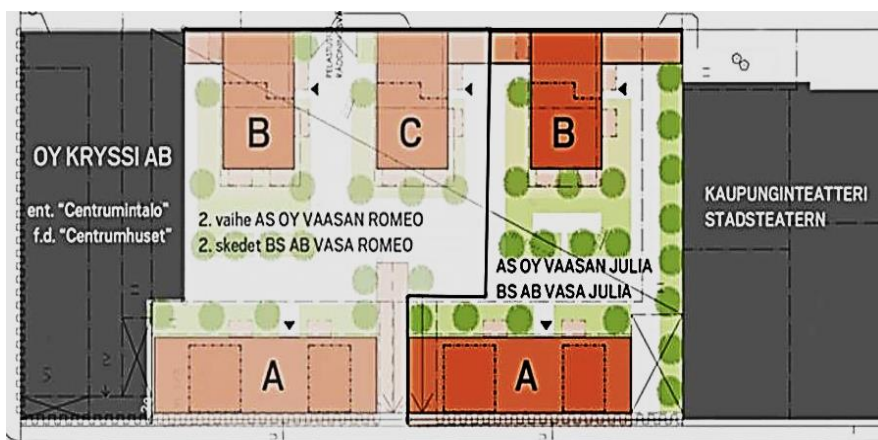 PELASTUSTIE
B
C
B
OY KRYSSI AB
ent. "Centrumintalo"
f.d. "Centrumhuset"
2. vaihe AS OY VAASAN ROMEO
2. skedet BS AB VASA ROMEO
KAUPUNGINTEATTERI
STADSTEATERN
AS OY VAASAN JULIA
BS AB VASA JULIA
A
A